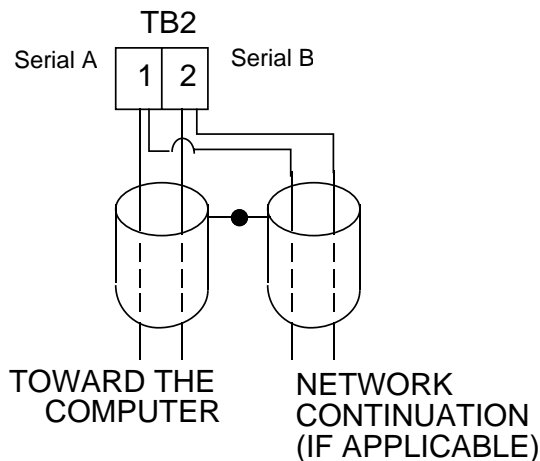 TB2
Serial A
1
2
Serial B
TOWARD THE
COMPUTER
NETWORK
CONTINUATION
(IF APPLICABLE)